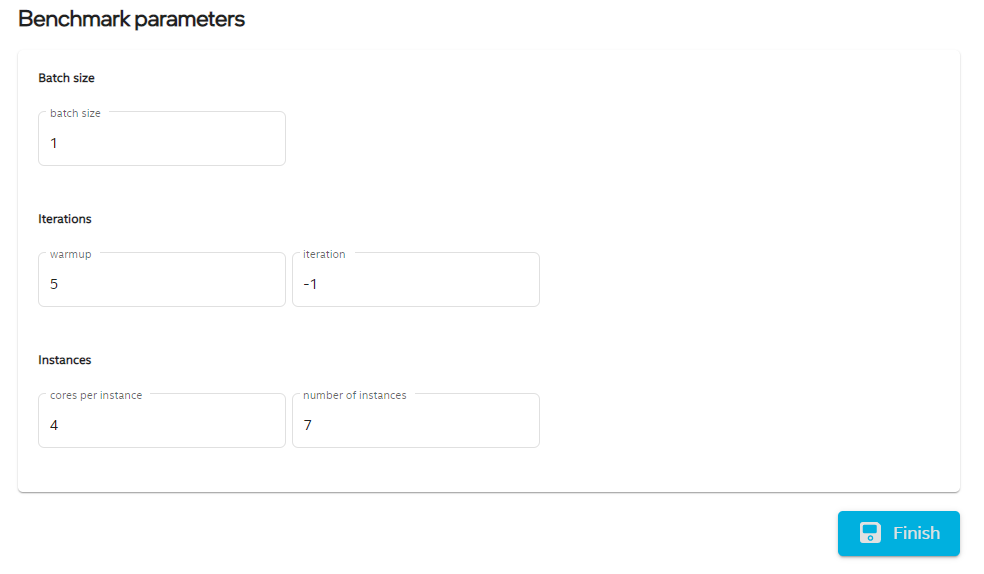 Benchmark parameters
Batch size
batch size
1
Iterations
warmup iteration
5 -1
Instances
cores per instance number of instances
4 7
Finish